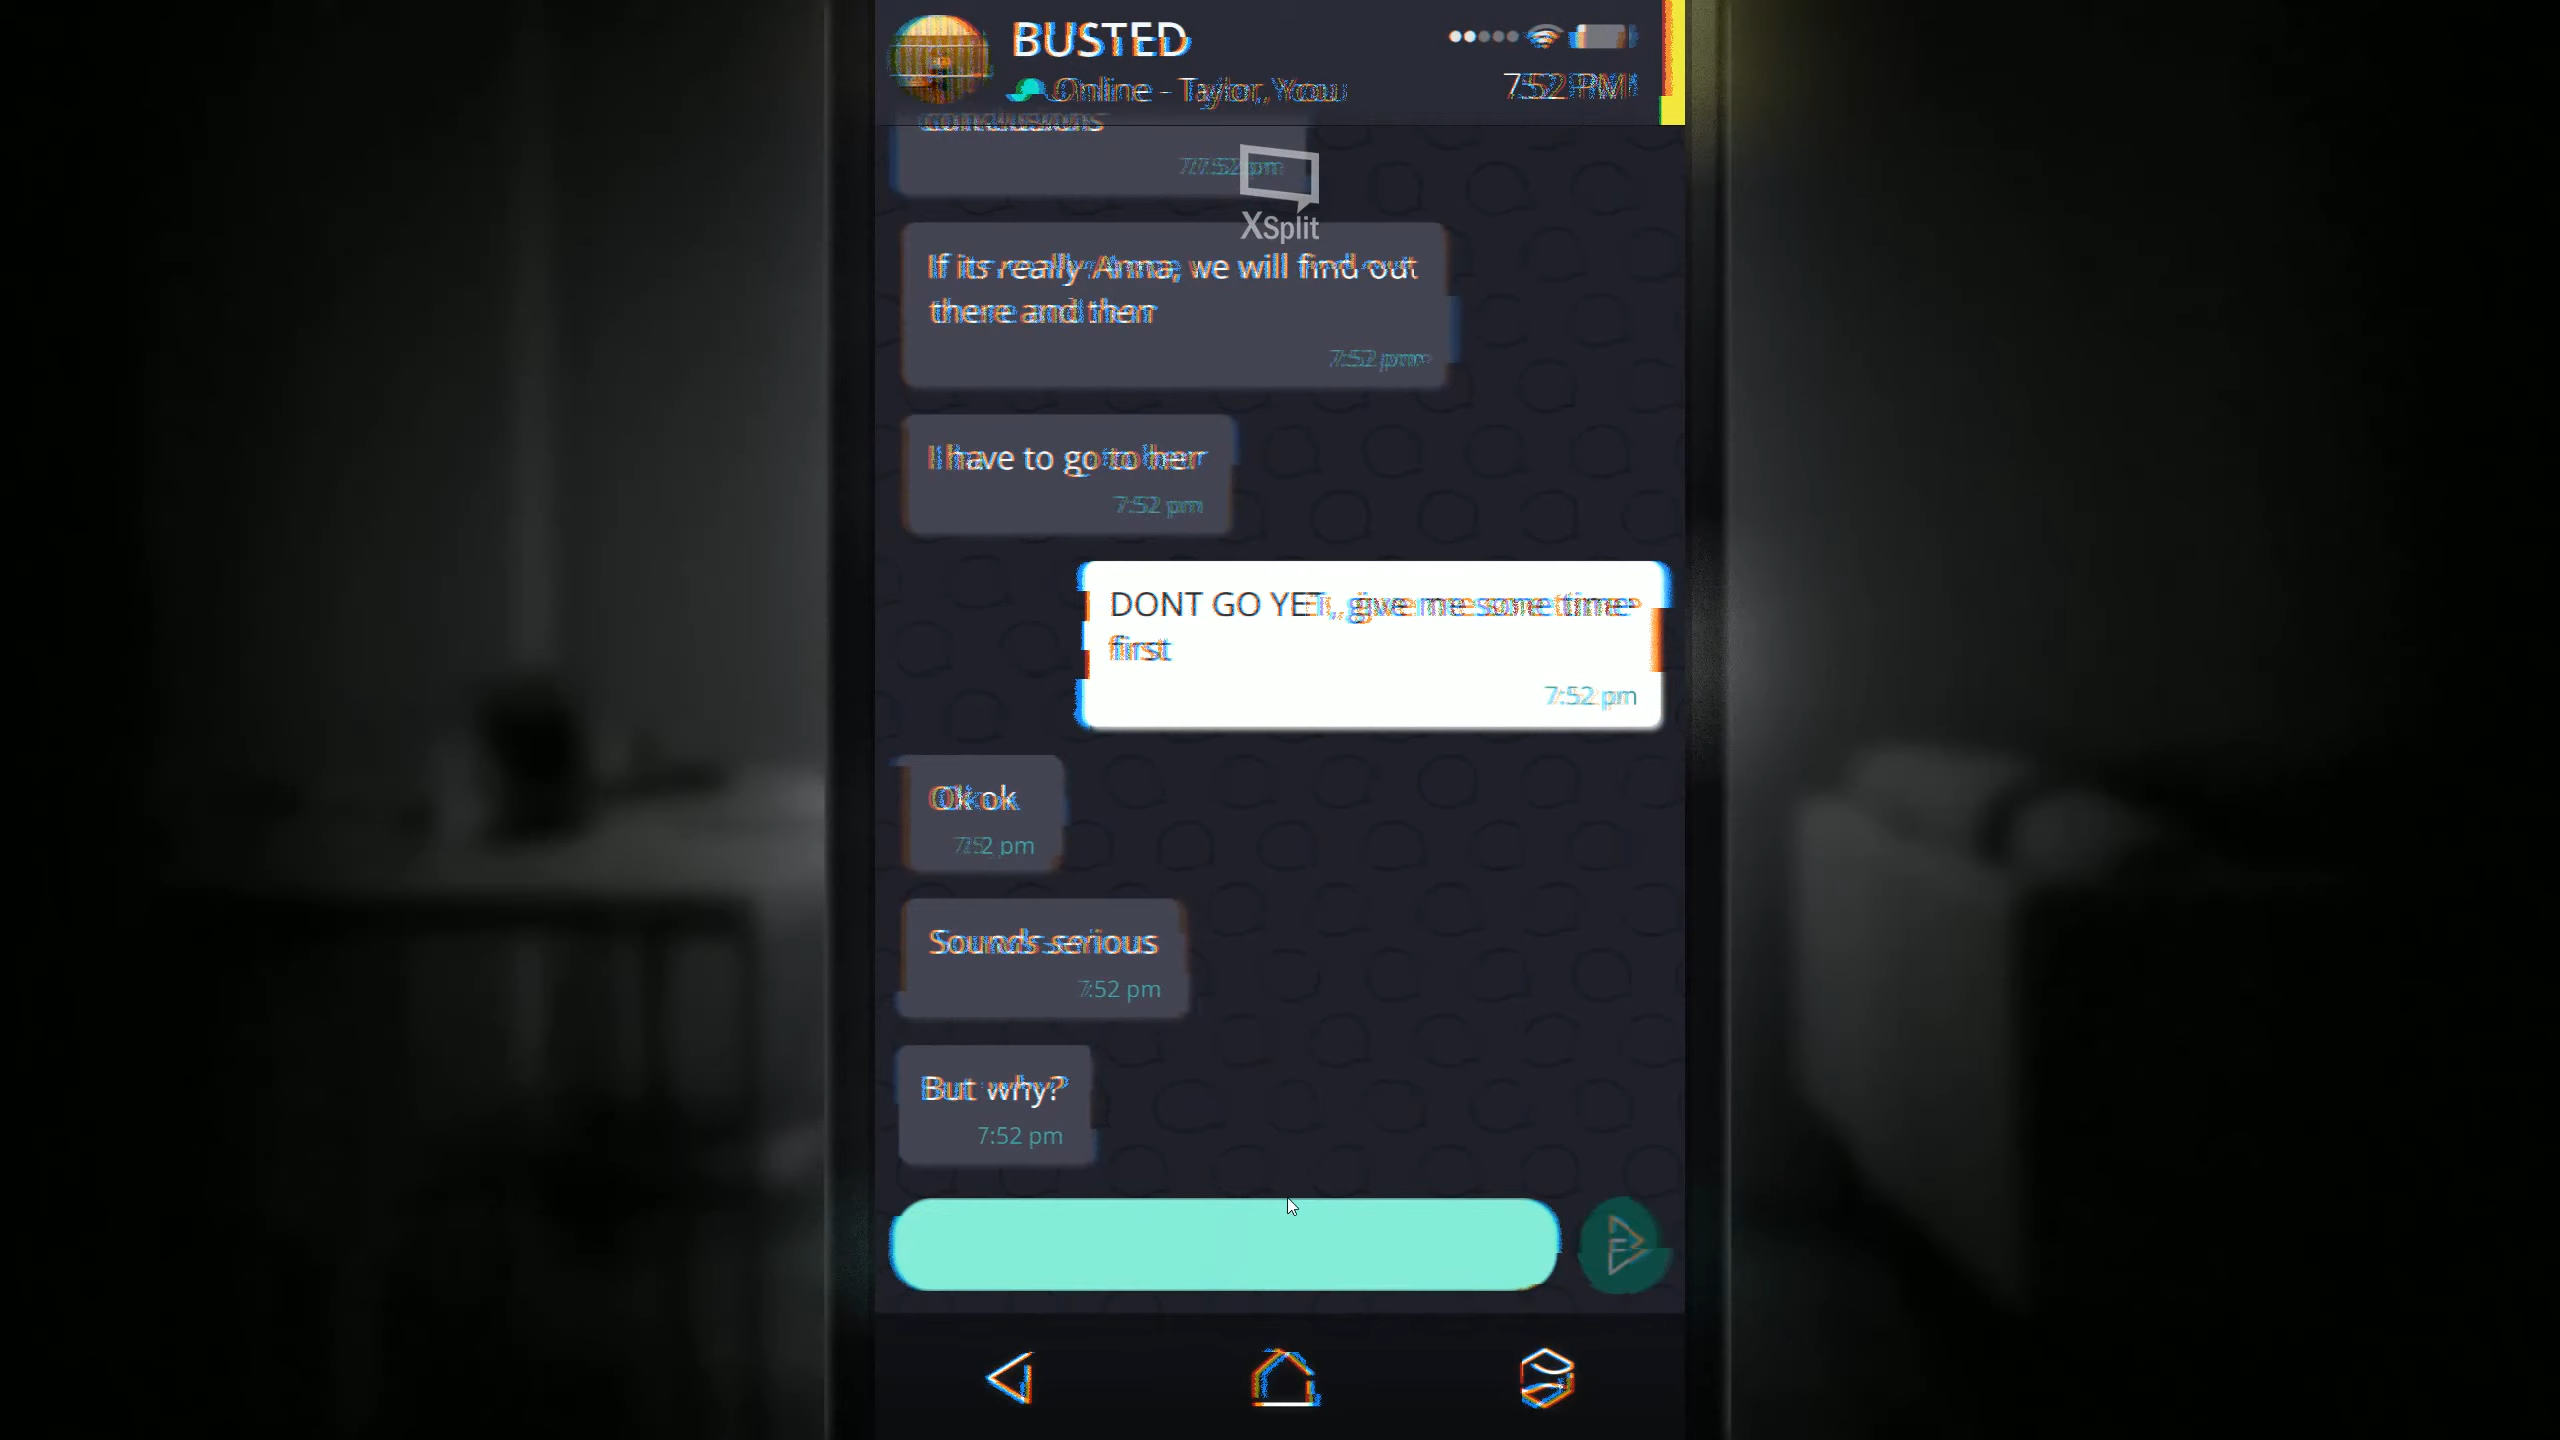 BUSTED
Online - Taylor, You
7:52 PM
conclusions
7:52 pm
XSplit
If its really Anna, we will find out
there and then
7:52 pm
I have to go to her
7:52 pm
DONT GO YET, give me some time
first
7:52 pm
Ok ok
7:52 pm
Sounds serious
7:52 pm
But why?
7:52 pm